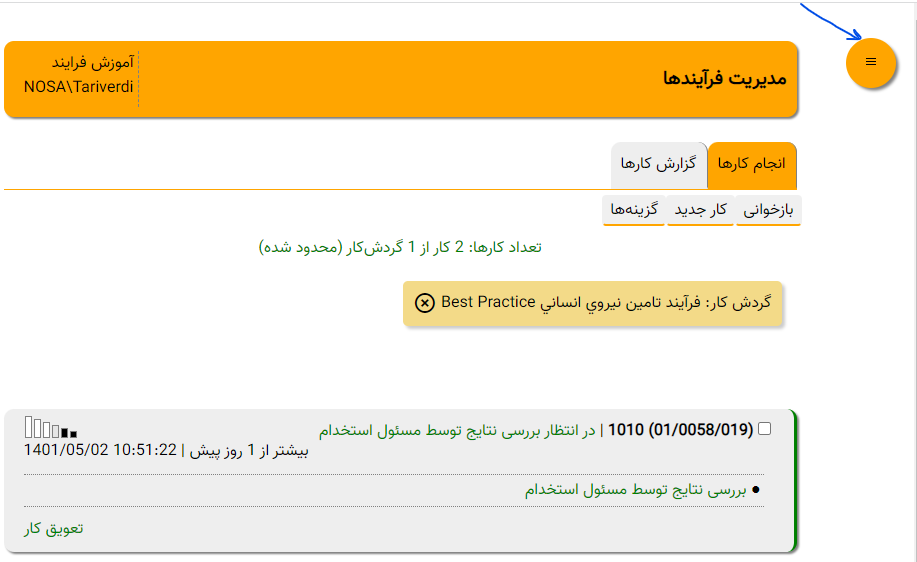 مدیریت فرآیندها
آموزش فرایند
NOSA\Tariverdi
انجام کارها
گزارش کارها
بازخوانی
کار جدید
گزینه‌ها
تعداد کارها: 2 کار از 1 گردش‌کار (محدود شده)
گردش کار: فرآیند تامین نیروي انساني Best Practice
1010 (01/0058/019) | در انتظار بررسی نتایج توسط مسئول استخدام
بیشتر از 1 روز پیش | 1401/05/02 10:51:22
● بررسی نتایج توسط مسئول استخدام
تعویق کار